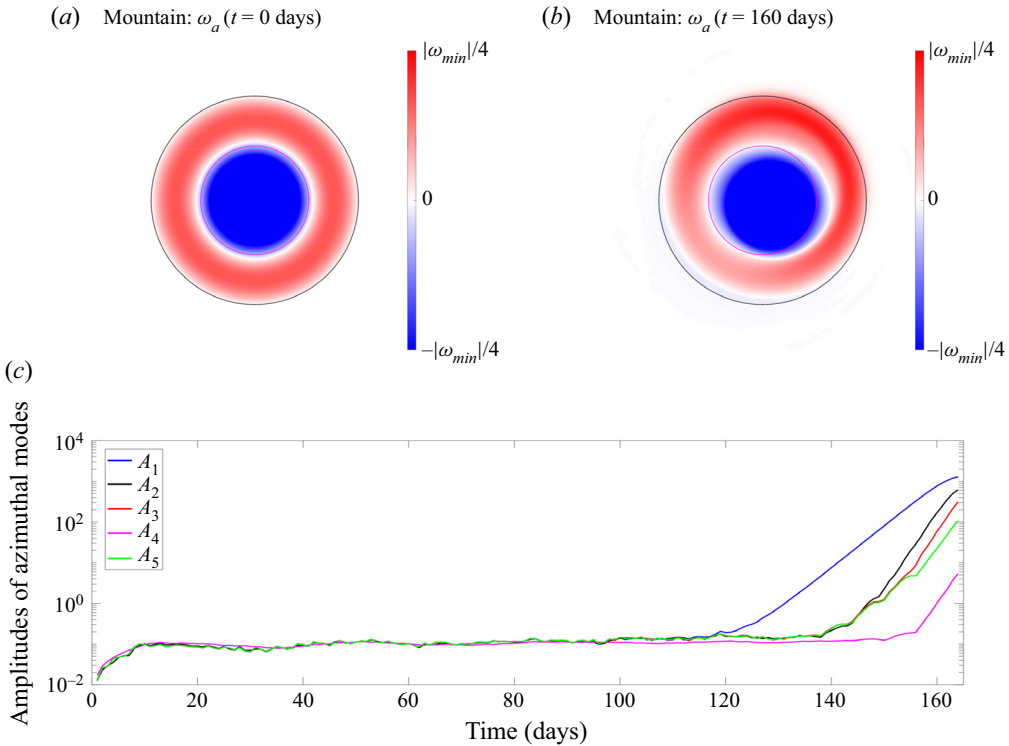 (a) Mountain: ω_a (t = 0 days)
|ω_min|/4
0
–|ω_min|/4
(b) Mountain: ω_a (t = 160 days)
|ω_min|/4
0
–|ω_min|/4
(c)
Amplitudes of azimuthal modes
10^4
10^2
10^0
10^–2
A_1
A_2
A_3
A_4
A_5
0 20 40 60 80 100 120 140 160
Time (days)